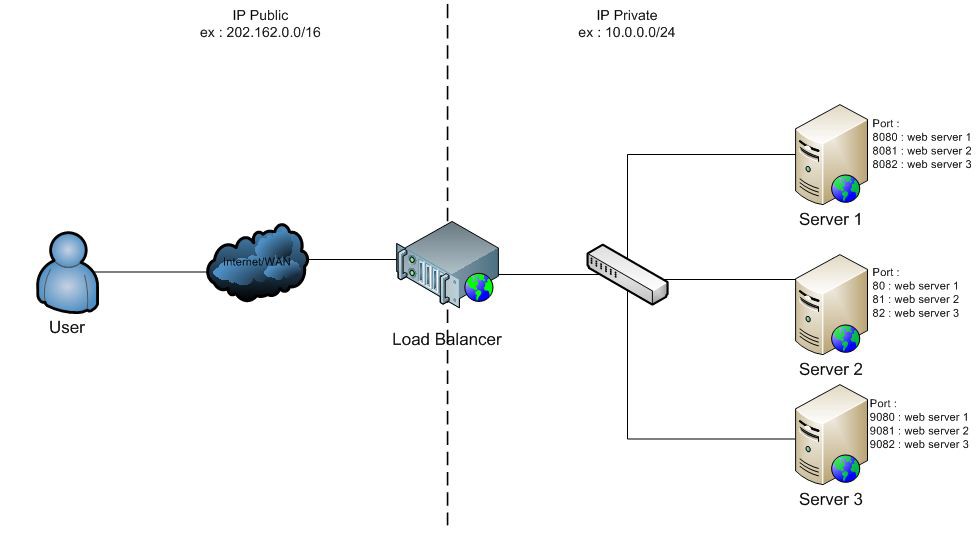 IP Public
ex : 202.162.0.0/16
IP Private
ex : 10.0.0.0/24
Port :
8080 : web server 1
8081 : web server 2
8082 : web server 3
Server 1
Internet/WAN
User
Load Balancer
Port :
80 : web server 1
81 : web server 2
82 : web server 3
Server 2
Port :
9080 : web server 1
9081 : web server 2
9082 : web server 3
Server 3